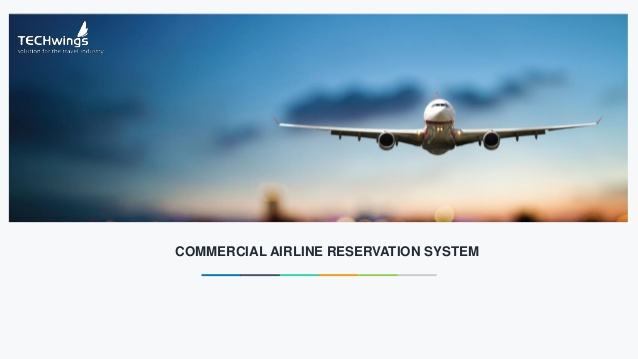 TECHwings
solution for the travel industry
COMMERCIAL AIRLINE RESERVATION SYSTEM